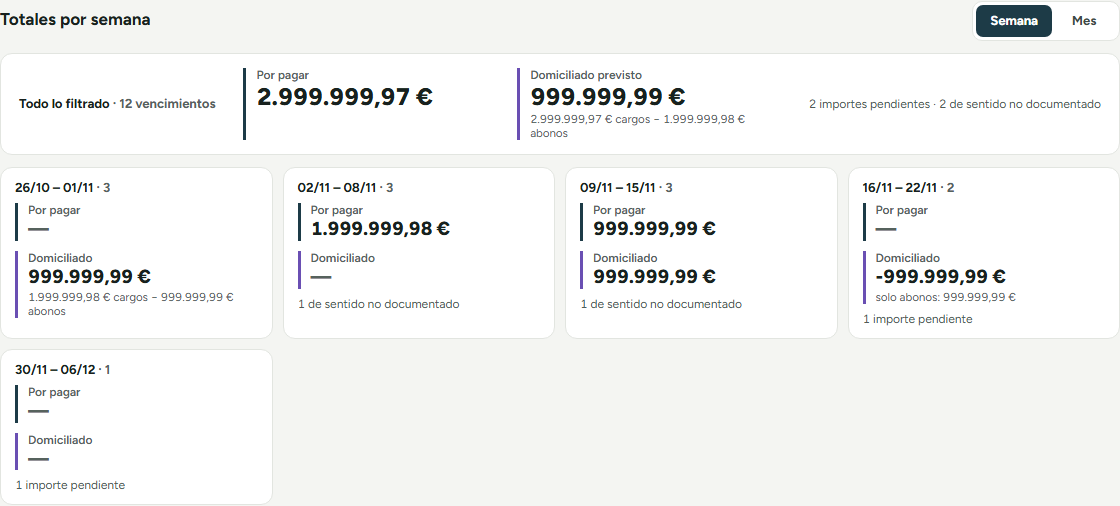 Totales por semana
Semana
Mes
Todo lo filtrado · 12 vencimientos
Por pagar
2.999.999,97 €
Domiciliado previsto
999.999,99 €
2.999.999,97 € cargos − 1.999.999,98 €
abonos
2 importes pendientes · 2 de sentido no documentado
26/10 – 01/11 · 3
Por pagar
—
Domiciliado
999.999,99 €
1.999.999,98 € cargos − 999.999,99 €
abonos
02/11 – 08/11 · 3
Por pagar
1.999.999,98 €
Domiciliado
—
1 de sentido no documentado
09/11 – 15/11 · 3
Por pagar
999.999,99 €
Domiciliado
999.999,99 €
1 de sentido no documentado
16/11 – 22/11 · 2
Por pagar
—
Domiciliado
-999.999,99 €
solo abonos: 999.999,99 €
1 importe pendiente
30/11 – 06/12 · 1
Por pagar
—
Domiciliado
—
1 importe pendiente